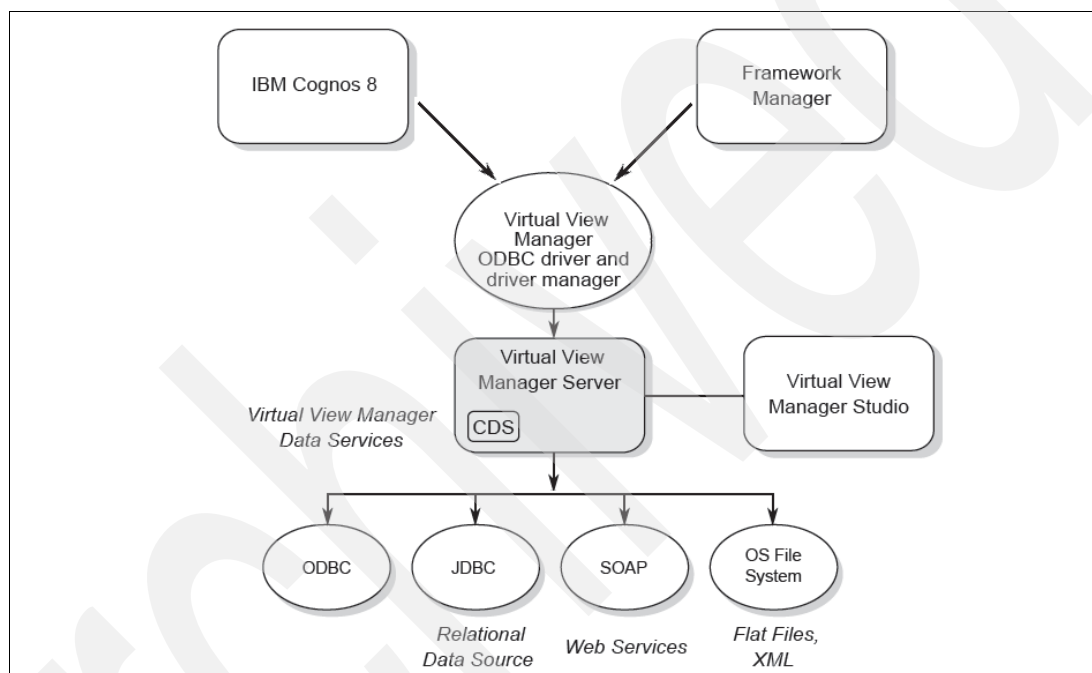 IBM Cognos 8
Framework
Manager
Virtual View
Manager
ODBC driver and
driver manager
Virtual View
Manager Server
CDS
Virtual View
Manager Studio
Virtual View Manager
Data Services
ODBC
JDBC
SOAP
OS File
System
Relational
Data Source
Web Services
Flat Files,
XML